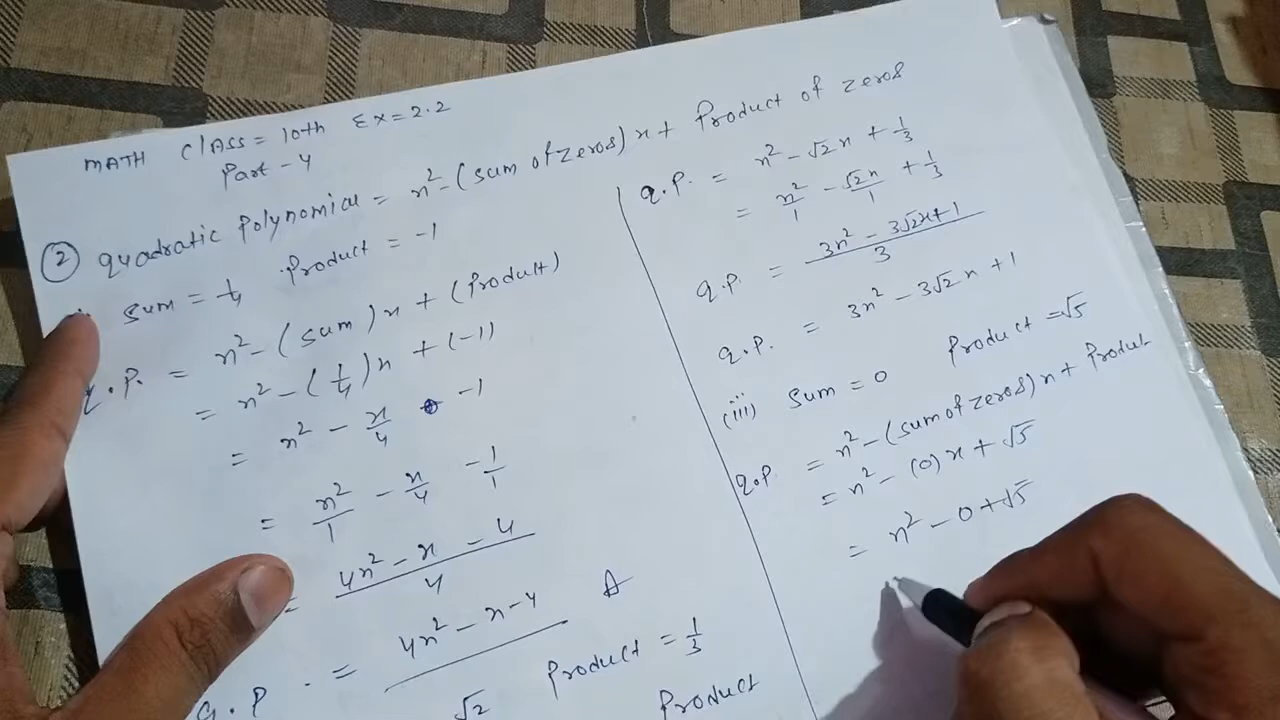 MATH Class = 10th Ex = 2.2
Part - 4
② Quadratic Polynomial = x² - (sum of zeros) x + Product of zeros
Sum = 1/4 Product = -1
q.P. = x² - (sum) x + (Product)
= x² - (1/4) x + (-1)
= x² - x/4 -1
= x²/1 - x/4 - 1/1
= 4x² - x - 4 / 4
q.P. = 4x² - x - 4 A
√2 Product = 1/3
Product
q.P. = x² - √2x + 1/3
= x²/1 - √2x/1 + 1/3
q.P. = 3x² - 3√2x + 1 / 3
q.P. = 3x² - 3√2x + 1
(iii) Sum = 0 Product = √5
q.P. = x² - (sum of zeros) x + Produt
= x² - (0) x + √5
= x² - 0 + √5